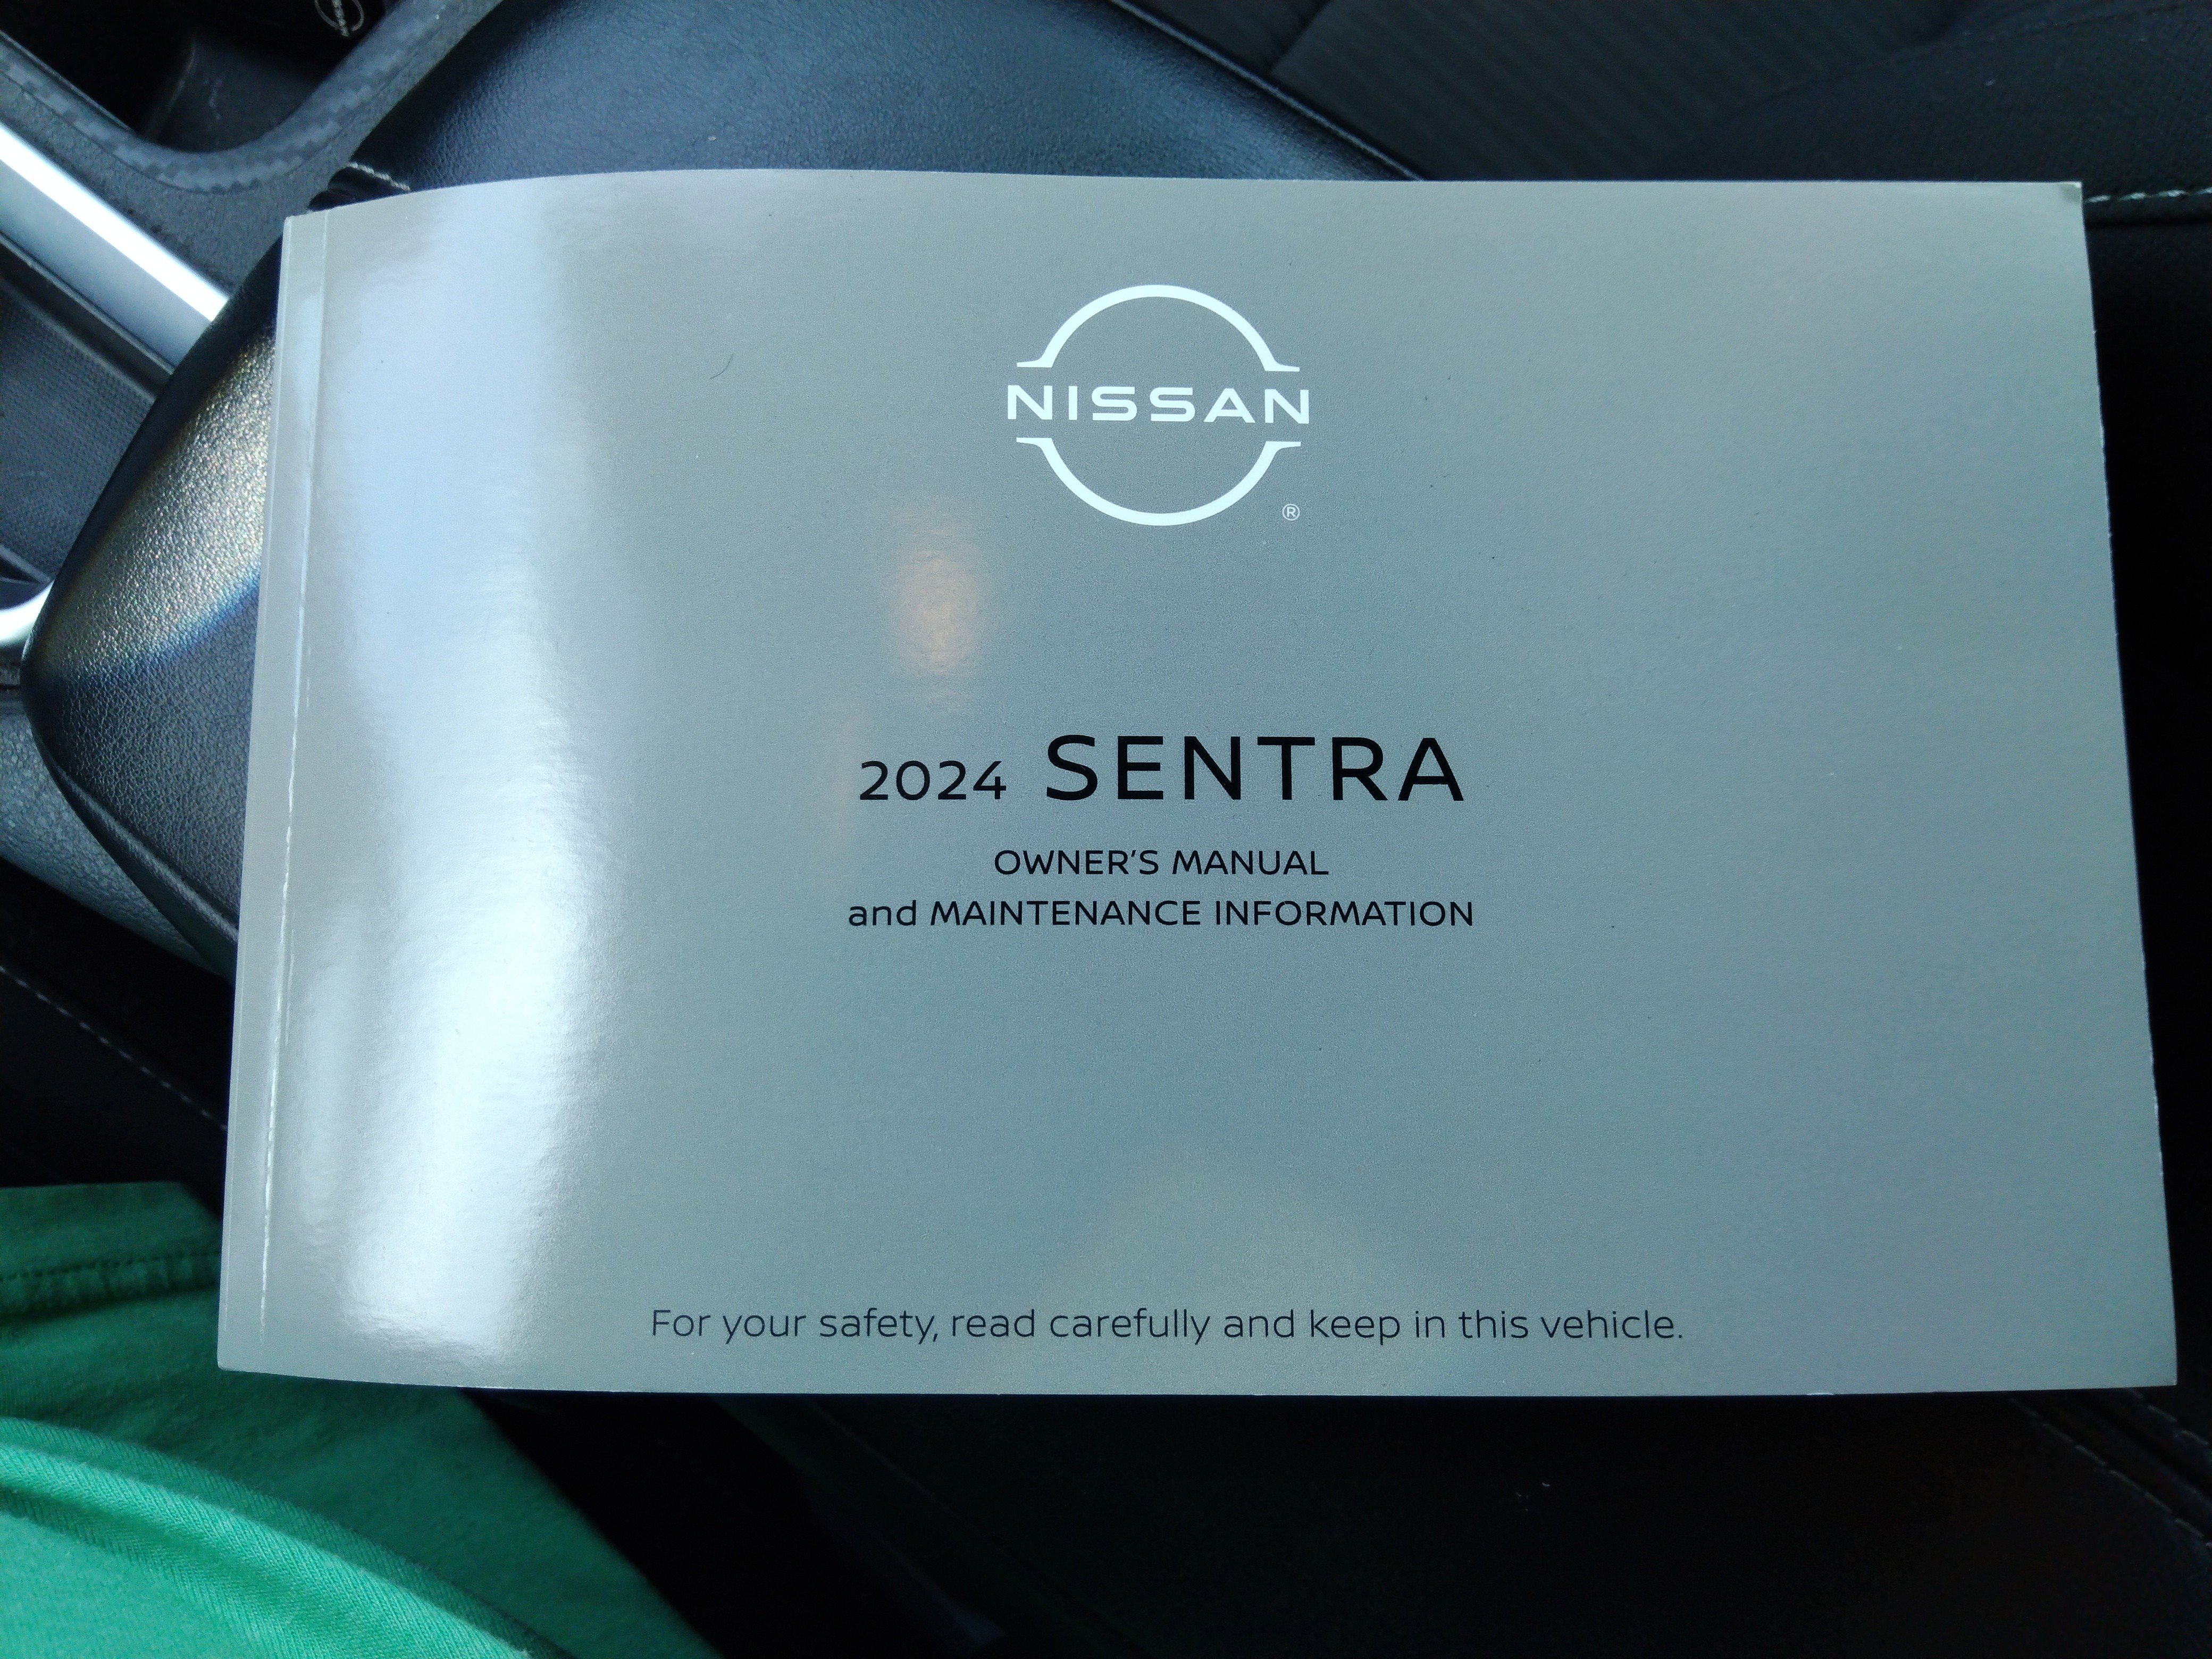 NISSAN
®
2024 SENTRA
OWNER'S MANUAL
and MAINTENANCE INFORMATION
For your safety, read carefully and keep in this vehicle.